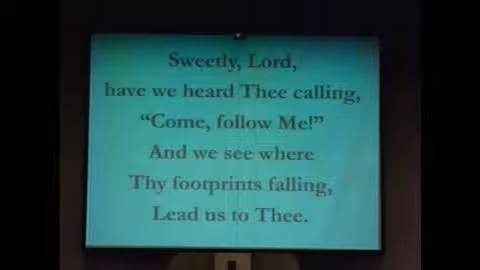 Sweetly, Lord,
have we heard Thee calling,
“Come, follow Me!”
And we see where
Thy footprints falling,
Lead us to Thee.